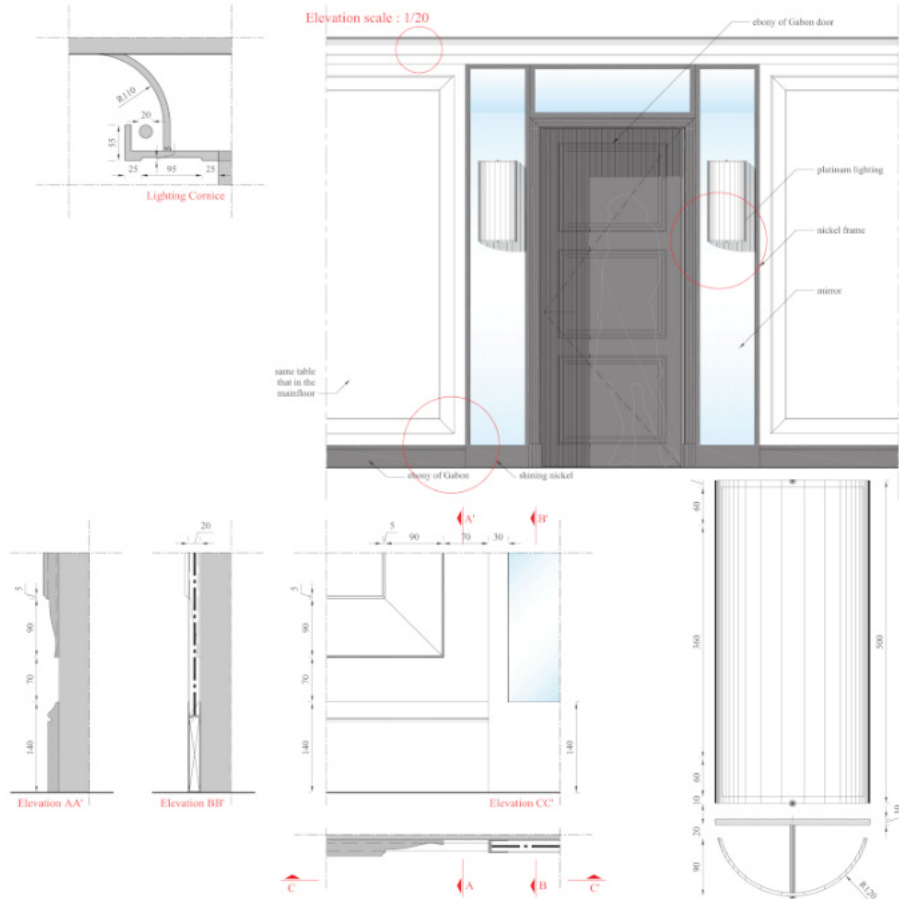 Elevation scale : 1/20
ebony of Gabon door
R110
20
55
25
95
25
Lighting Cornice
platinum lighting
nickel frame
mirror
same table
that in the
mainfloor
ebony of Gabon
shining nickel
A'
B'
20
5
90
70
30
5
90
70
140
5
90
70
140
140
Elevation AA'
Elevation BB'
Elevation CC'
C
A
B
C'
60
360
500
60
10
10
20
90
R120